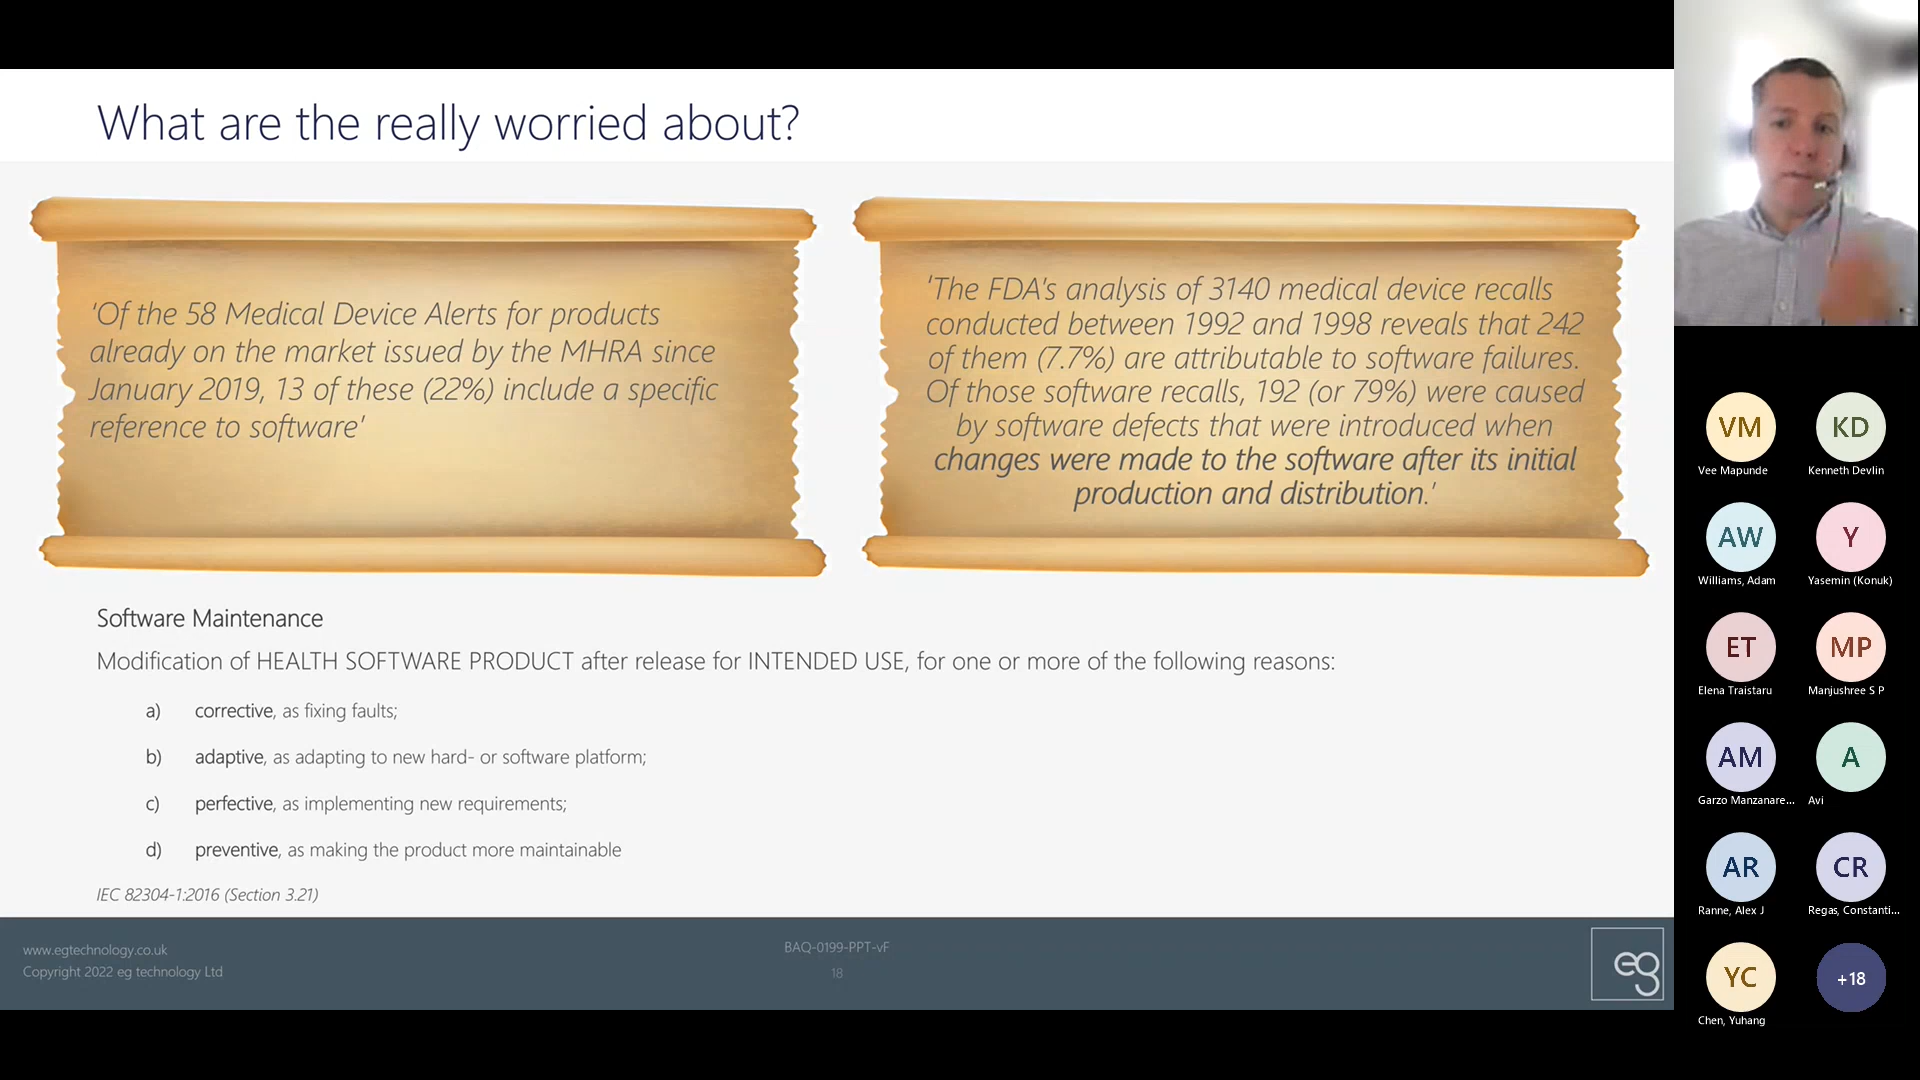 What are the really worried about?
'Of the 58 Medical Device Alerts for products
already on the market issued by the MHRA since
January 2019, 13 of these (22%) include a specific
reference to software'
'The FDA's analysis of 3140 medical device recalls
conducted between 1992 and 1998 reveals that 242
of them (7.7%) are attributable to software failures.
Of those software recalls, 192 (or 79%) were caused
by software defects that were introduced when
changes were made to the software after its initial
production and distribution.'
Software Maintenance
Modification of HEALTH SOFTWARE PRODUCT after release for INTENDED USE, for one or more of the following reasons:
a) corrective, as fixing faults;
b) adaptive, as adapting to new hard- or software platform;
c) perfective, as implementing new requirements;
d) preventive, as making the product more maintainable
IEC 82304-1:2016 (Section 3.21)
www.egtechnology.co.uk
Copyright 2022 eg technology Ltd
BAQ-0199-PPT-vF
18
eg
VM
Vee Mapunde
KD
Kenneth Devlin
AW
Williams, Adam
Y
Yasemin (Konuk)
ET
Elena Traistaru
MP
Manjushree S P
AM
Garzo Manzanare...
A
Avi
AR
Ranne, Alex J
CR
Regas, Constanti...
YC
Chen, Yuhang
+18